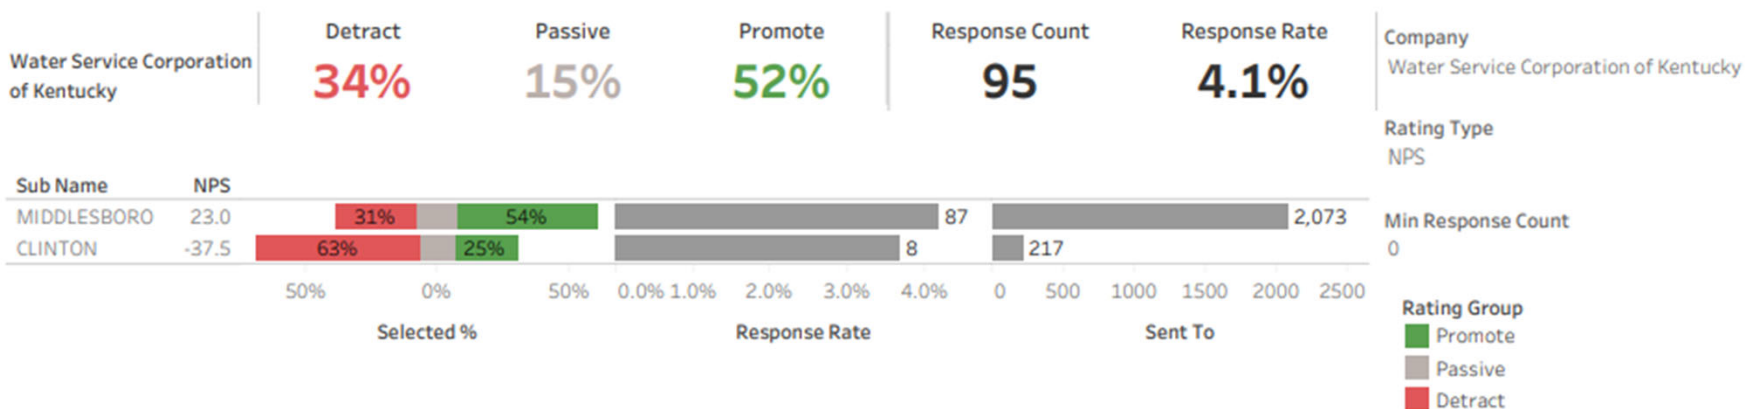 Water Service Corporation
of Kentucky
Detract Passive Promote Response Count Response Rate
34% 15% 52% 95 4.1%
Company
Water Service Corporation of Kentucky
Rating Type
NPS
Min Response Count
0
Sub Name NPS
MIDDLESBORO 23.0 31% 54% 87 2,073
CLINTON -37.5 63% 25% 8 217
50% 0% 50% 0.0% 1.0% 2.0% 3.0% 4.0% 0 500 1000 1500 2000 2500
Selected % Response Rate Sent To
Rating Group
Promote
Passive
Detract